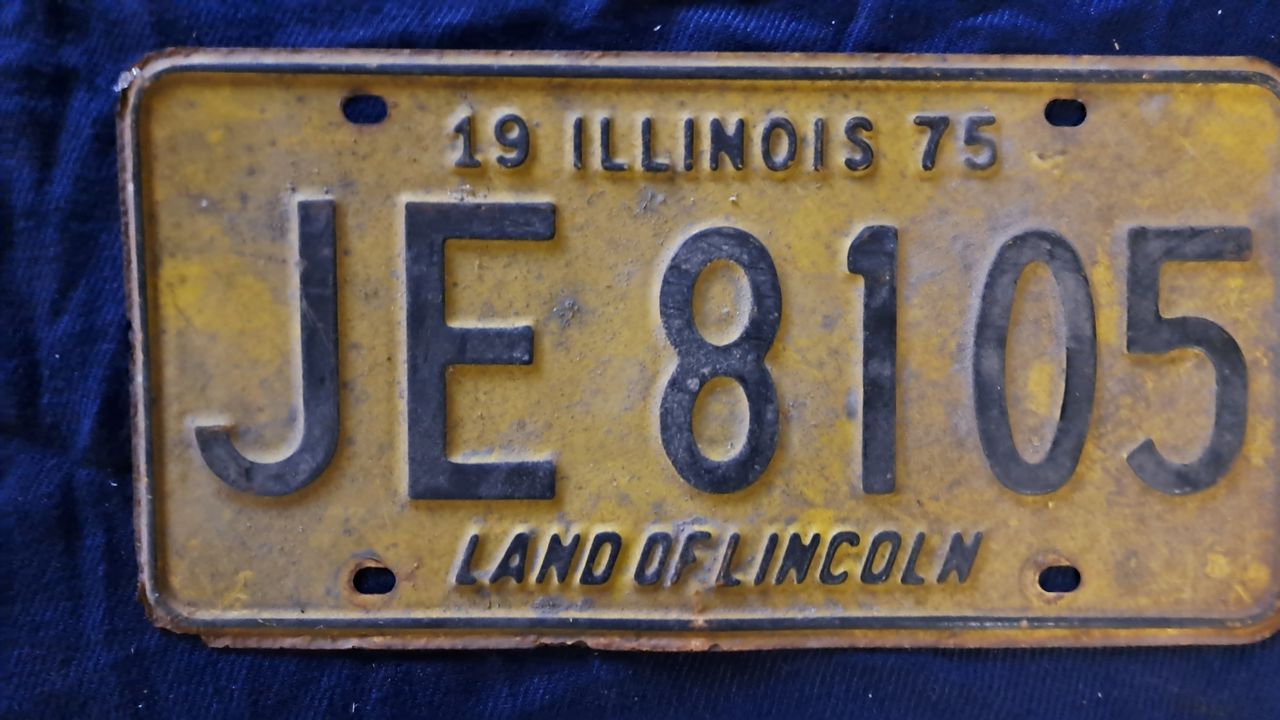 19 ILLINOIS 75
JE 8105
LAND OF LINCOLN